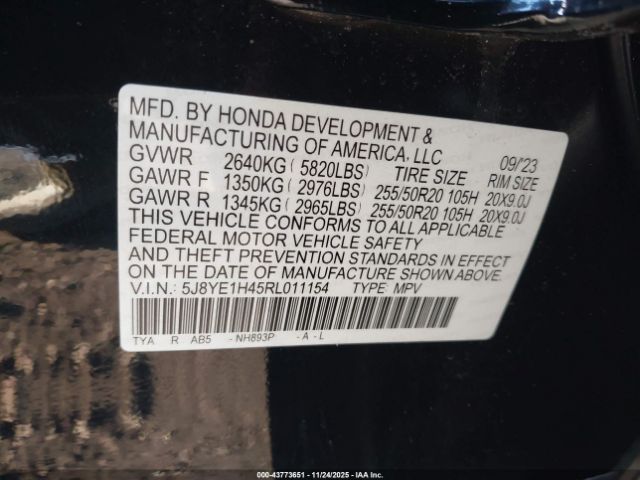 MFD. BY HONDA DEVELOPMENT &
MANUFACTURING OF AMERICA, LLC 09/'23
GVWR 2640KG ( 5820LBS) TIRE SIZE RIM SIZE
GAWR F 1350KG ( 2976LBS) 255/50R20 105H 20X9.0J
GAWR R 1345KG ( 2965LBS) 255/50R20 105H 20X9.0J
THIS VEHICLE CONFORMS TO ALL APPLICABLE
FEDERAL MOTOR VEHICLE SAFETY
AND THEFT PREVENTION STANDARDS IN EFFECT
ON THE DATE OF MANUFACTURE SHOWN ABOVE.
V.I.N.: 5J8YE1H45RL011154 TYPE: MPV
TYA R AB5 - NH893P - A - L
000-43773651 - 11/24/2025 - IAA Inc.